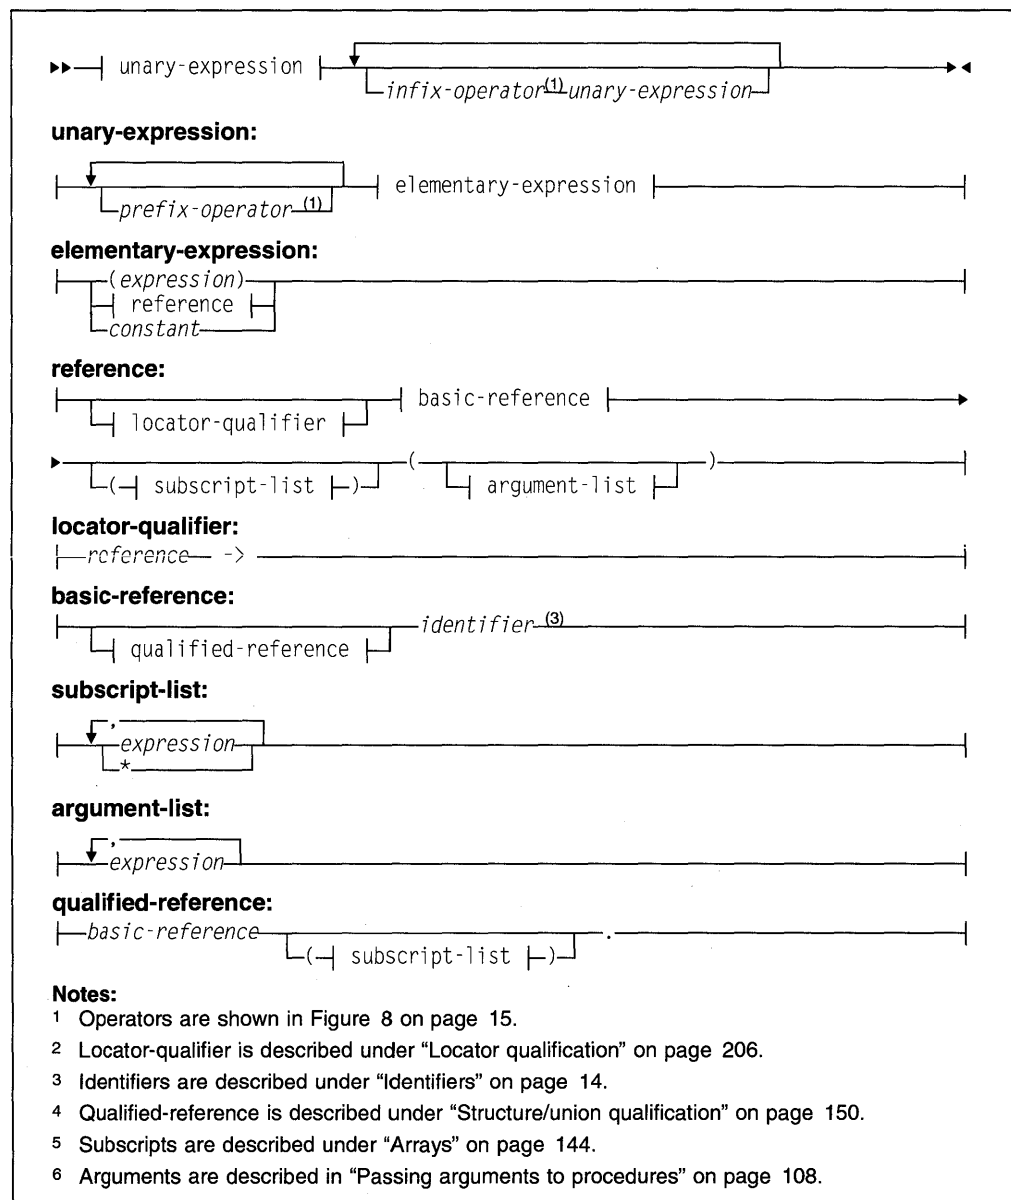 unary-expression
infix-operator(1) unary-expression
unary-expression:
prefix-operator (1) elementary-expression
elementary-expression:
(expression)
reference
constant
reference:
locator-qualifier basic-reference
( subscript-list ) ( argument-list )
locator-qualifier:
reference ->
basic-reference:
qualified-reference identifier (3)
subscript-list:
,
expression
*
argument-list:
,
expression
qualified-reference:
basic-reference ( subscript-list ) .
Notes:
1 Operators are shown in Figure 8 on page 15.
2 Locator-qualifier is described under “Locator qualification” on page 206.
3 Identifiers are described under “Identifiers” on page 14.
4 Qualified-reference is described under “Structure/union qualification” on page 150.
5 Subscripts are described under “Arrays” on page 144.
6 Arguments are described in “Passing arguments to procedures” on page 108.